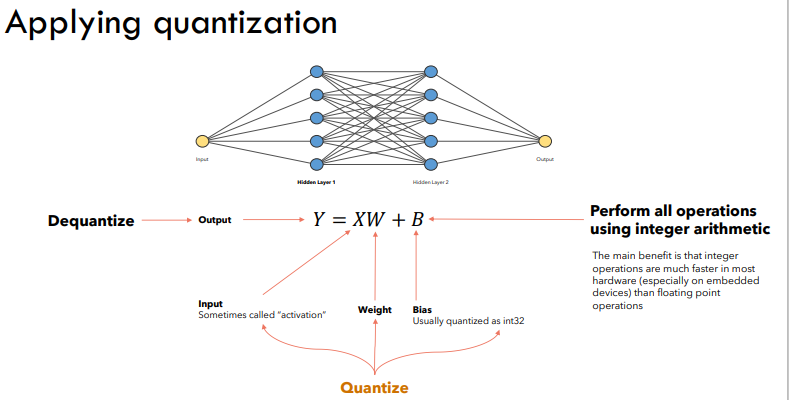 Applying quantization
Input
Output
Hidden Layer 1
Hidden Layer 2
Dequantize
Output
Y = XW + B
Perform all operations
using integer arithmetic
The main benefit is that integer
operations are much faster in most
hardware (especially on embedded
devices) than floating point
operations
Input
Sometimes called “activation”
Weight
Bias
Usually quantized as int32
Quantize